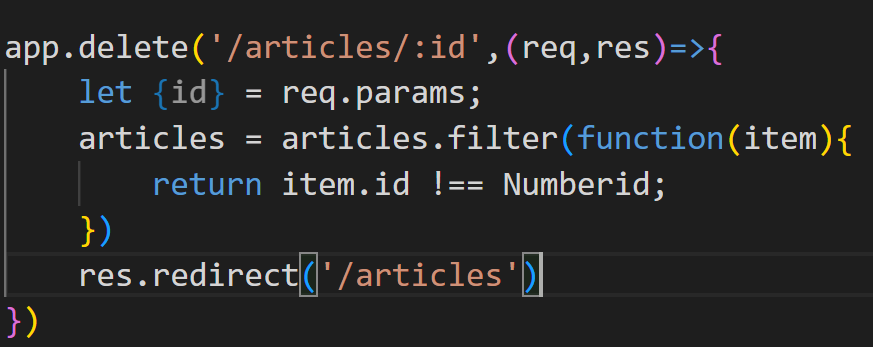 app.delete('/articles/:id',(req,res)=>{
    let {id} = req.params;
    articles = articles.filter(function(item){
        return item.id !== Numberid;
    })
    res.redirect('/articles')
})